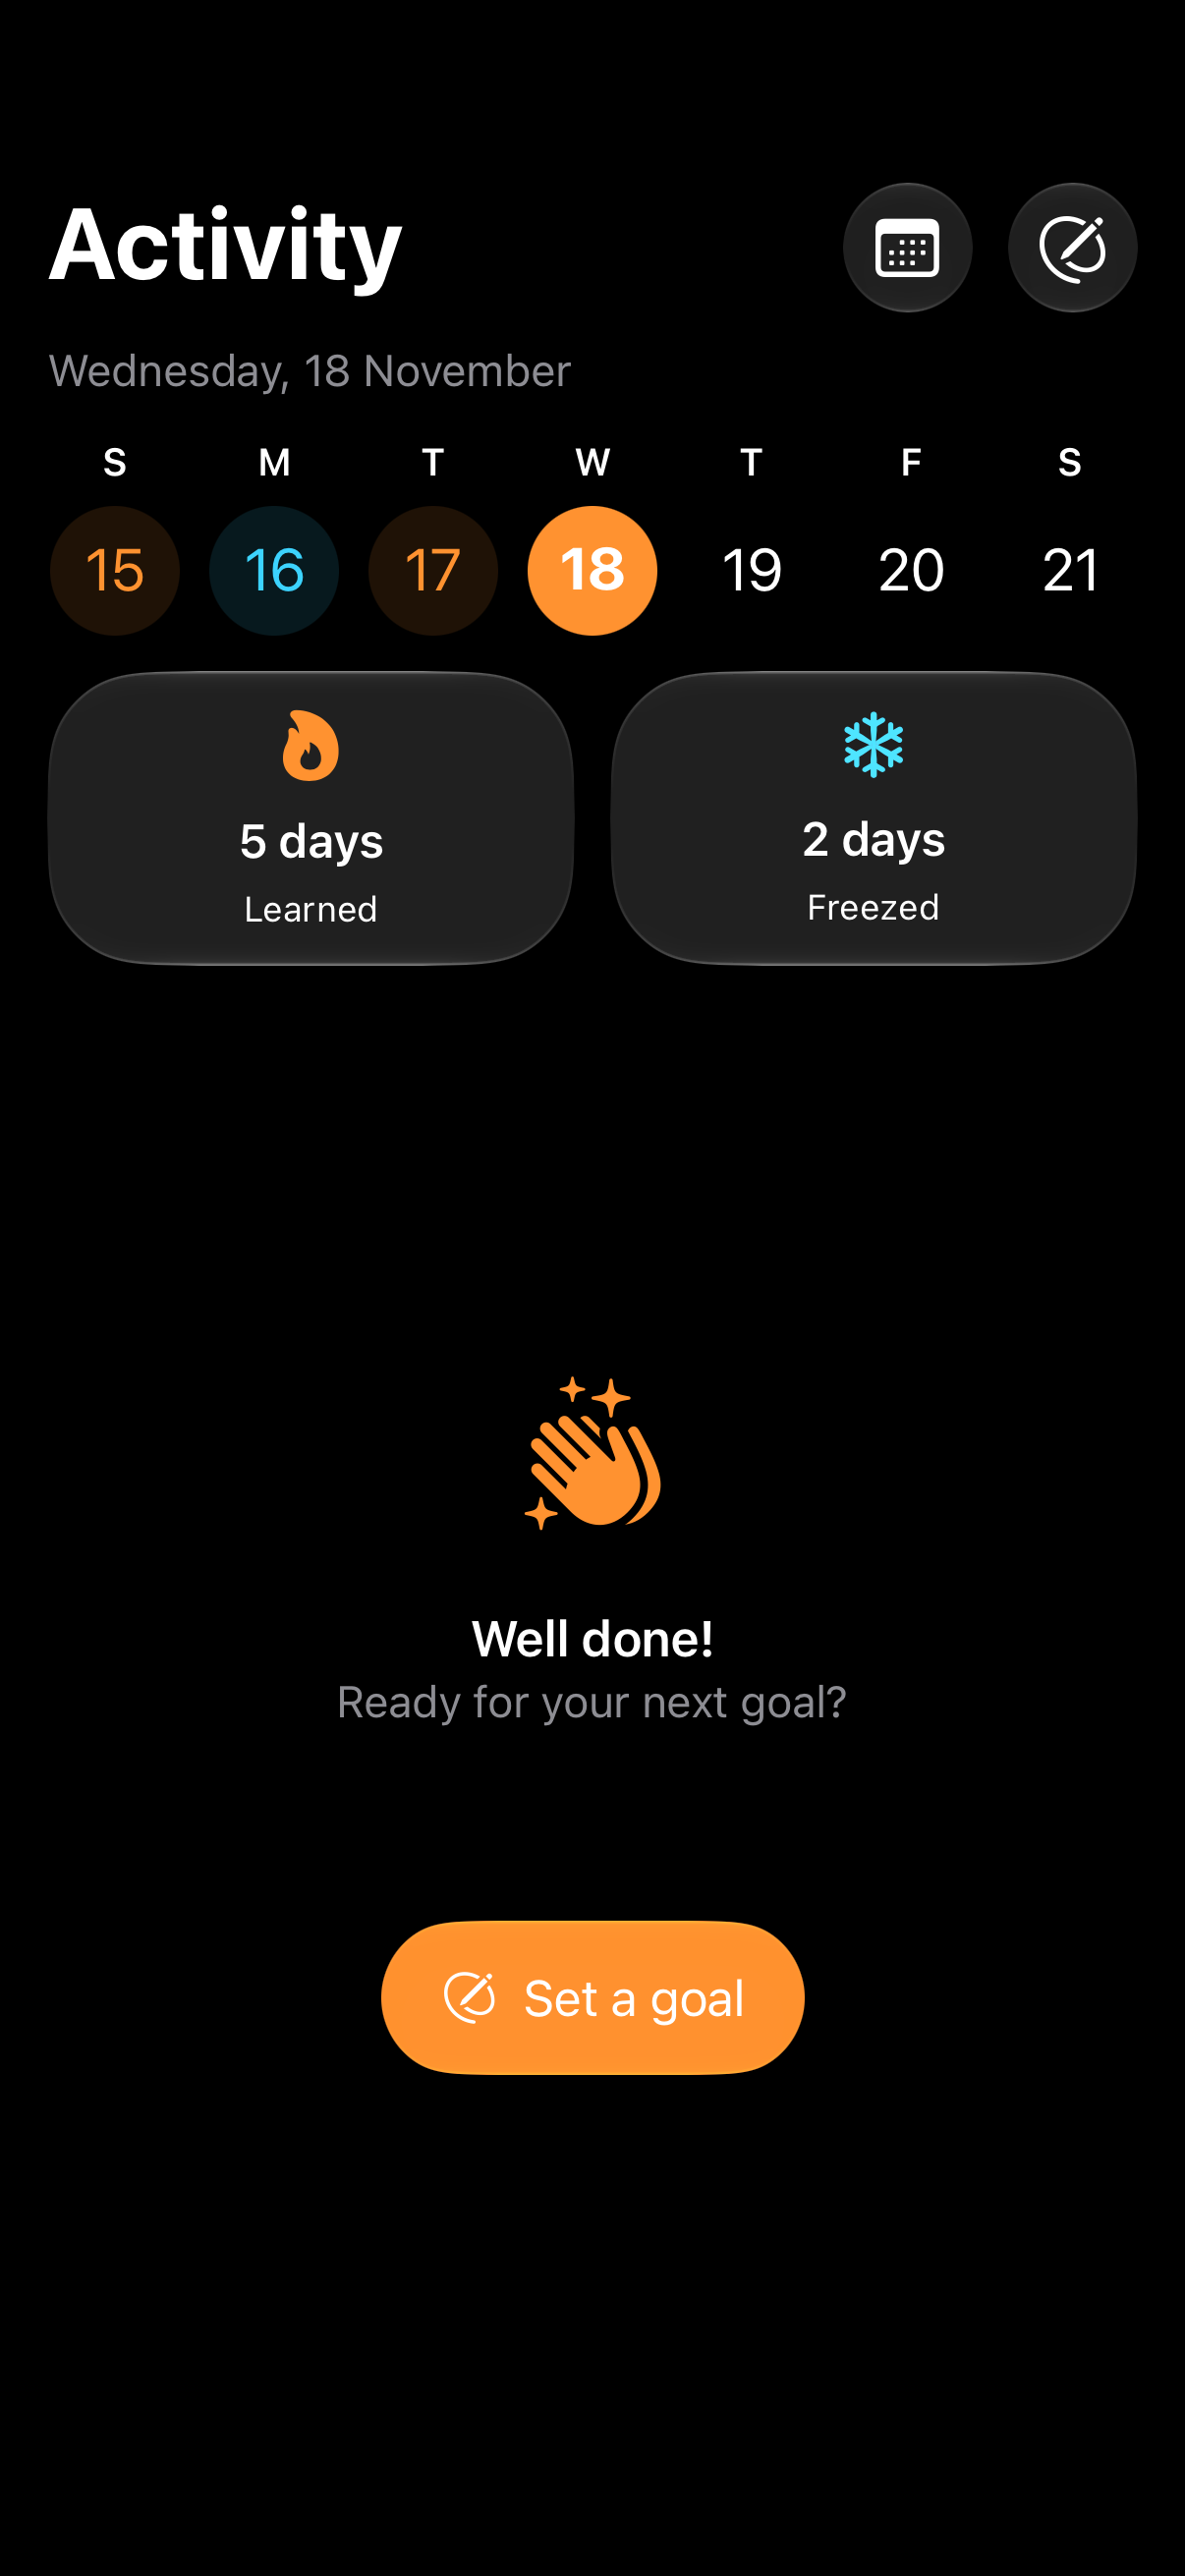 Activity
Wednesday, 18 November
S M T W T F S
15 16 17 18 19 20 21
5 days 2 days
Learned Freezed
Well done!
Ready for your next goal?
Set a goal